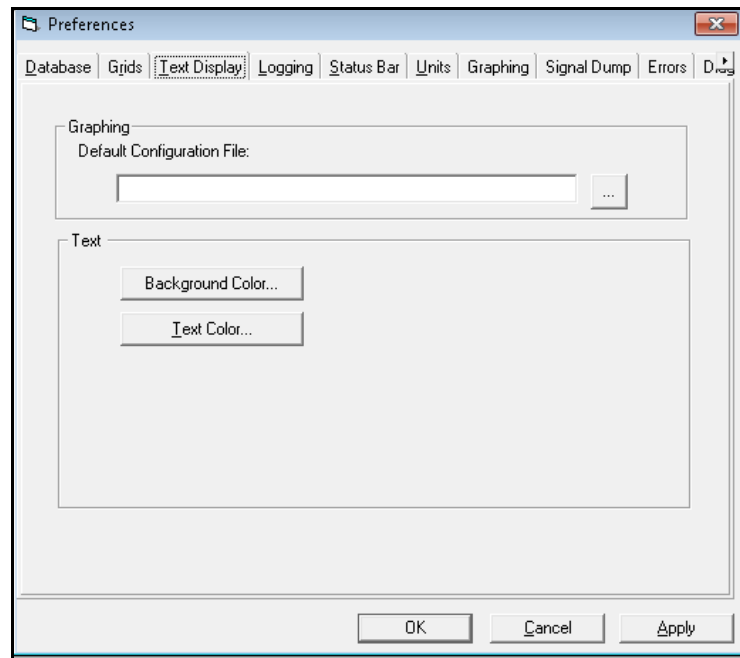 Preferences
Database Grids Text Display Logging Status Bar Units Graphing Signal Dump Errors
Graphing
Default Configuration File:
...
Text
Background Color...
Text Color...
OK Cancel Apply